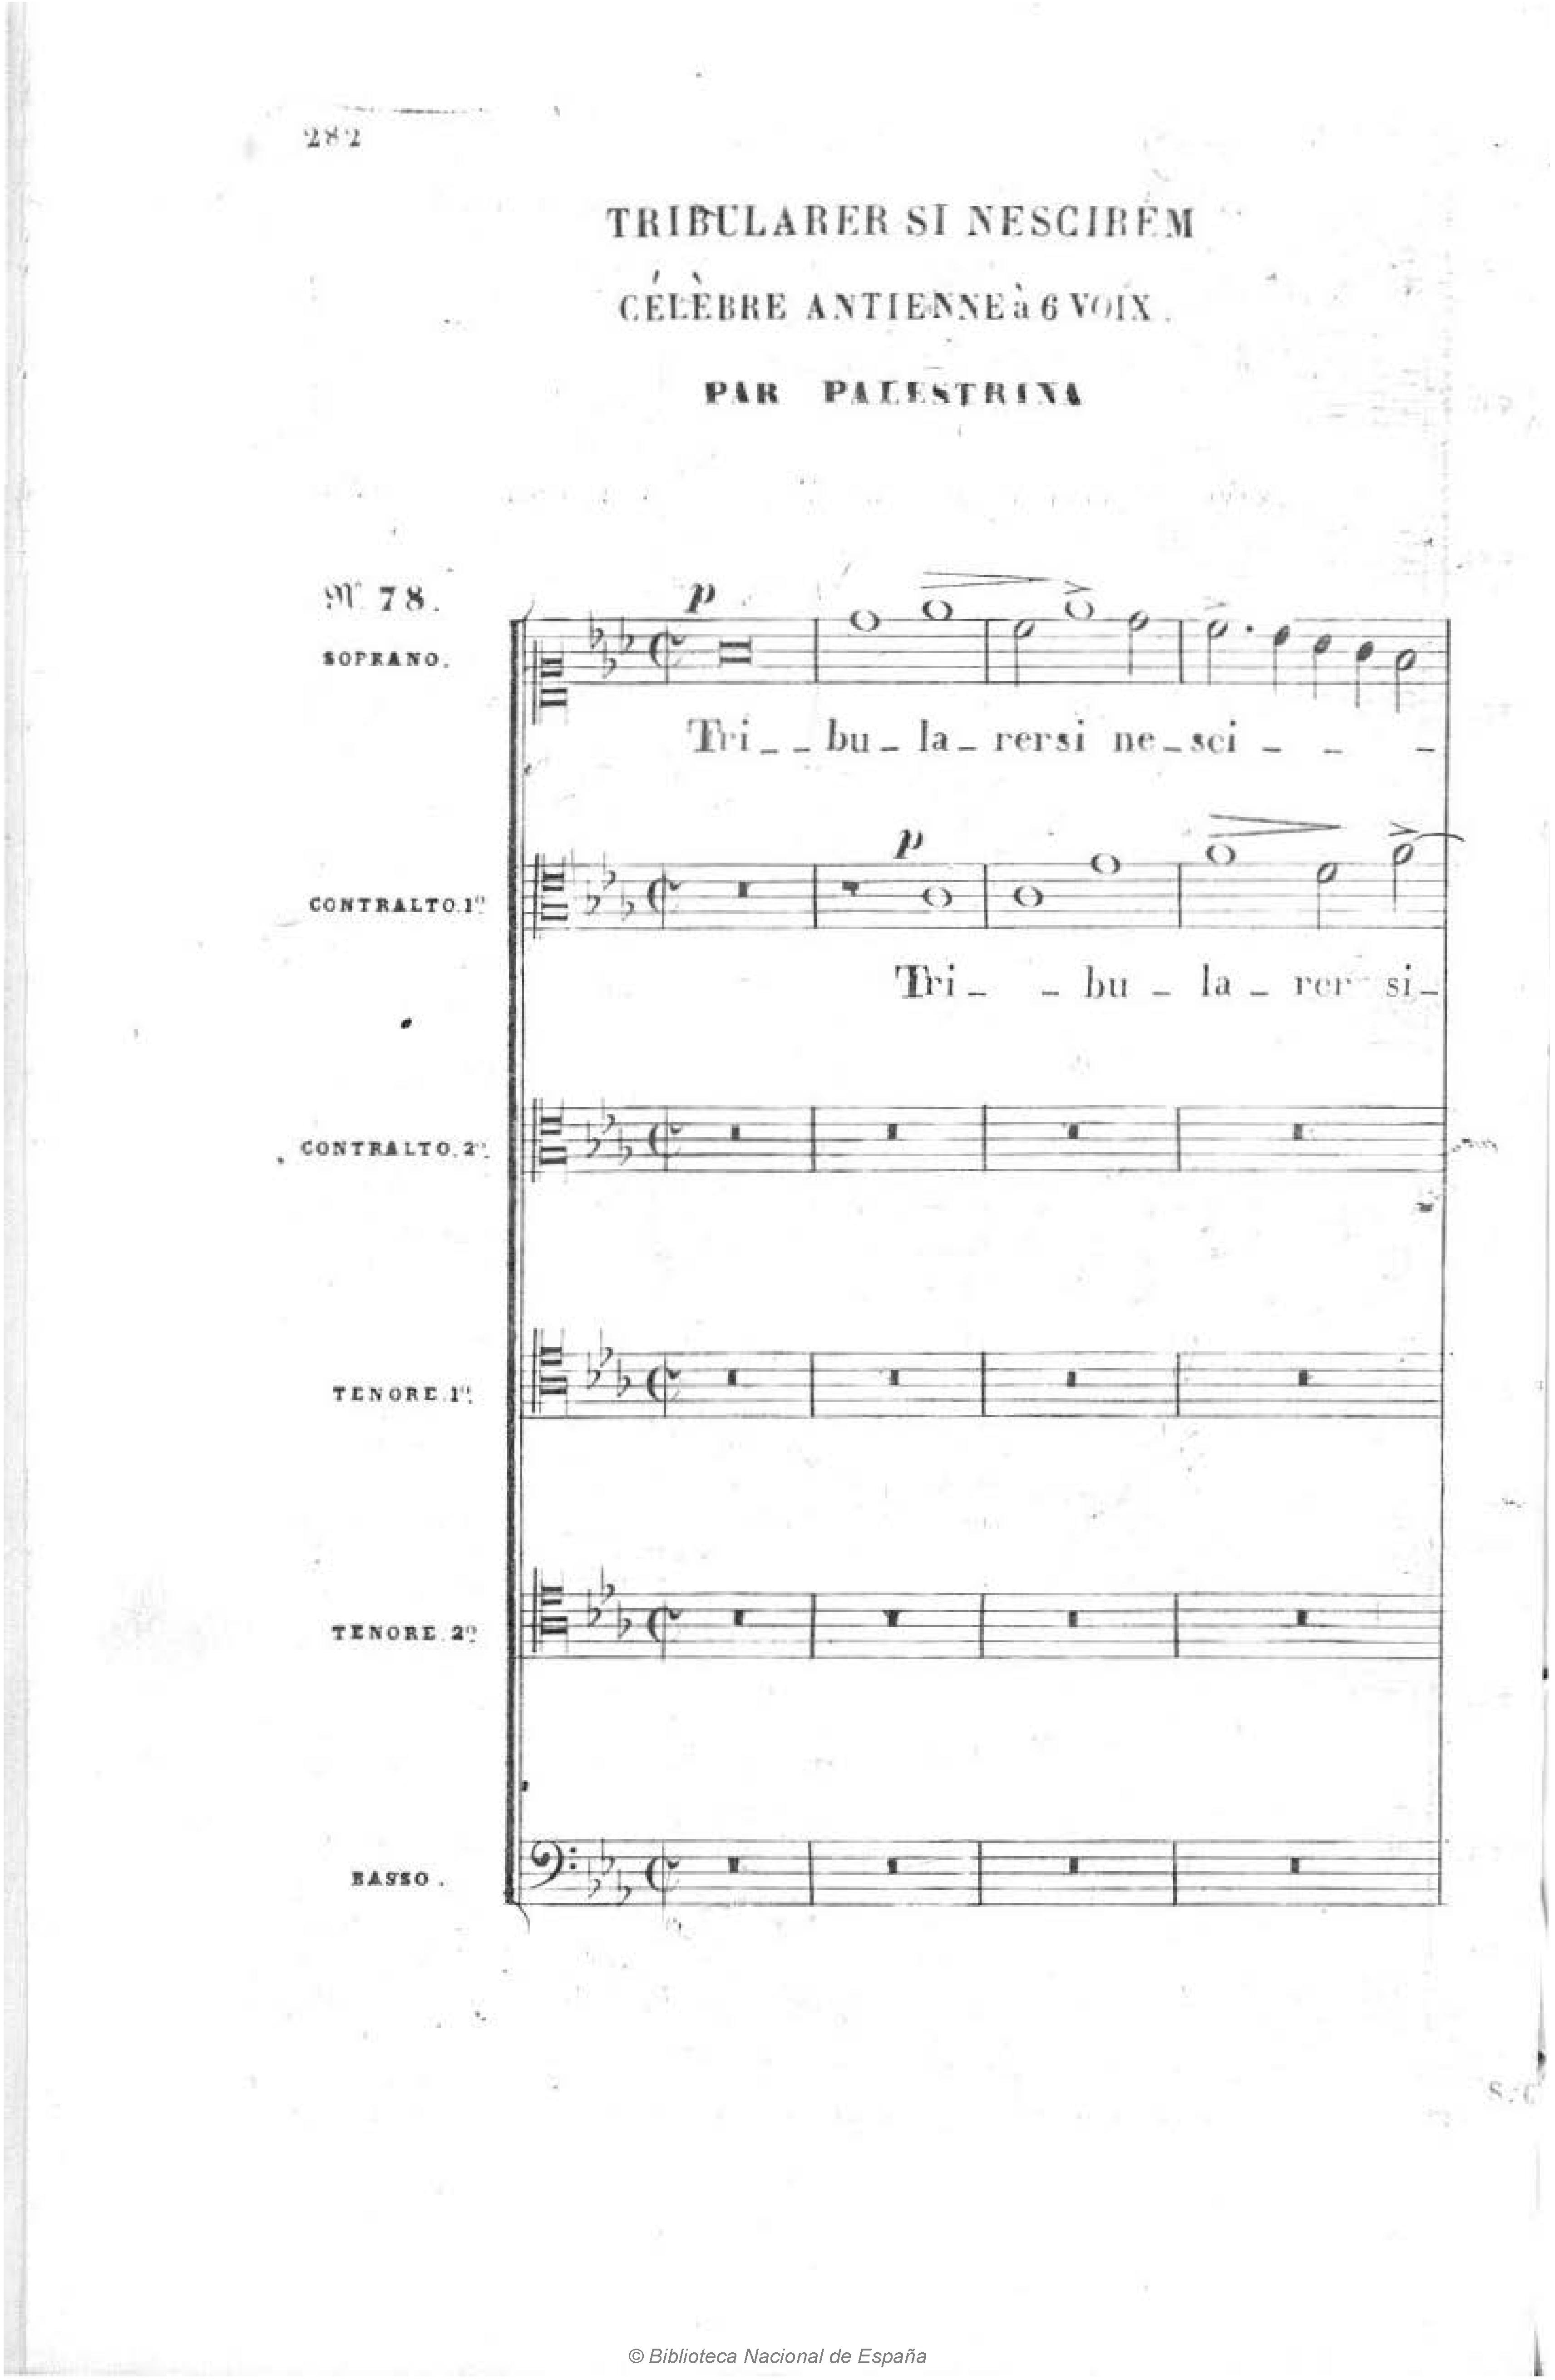 282
TRIBULARER SI NESCIREM
CÉLÈBRE ANTIENNE à 6 VOIX.
PAR PALESTRINA
Nº 78.
p
SOPRANO.
Tri _ _ bu _ la _ rer si ne _ sci _ _ _
p
CONTRALTO. 1º
Tri _ _ bu _ la _ rer si _
CONTRALTO. 2º
TENORE. 1º
TENORE. 2º
BASSO.
© Biblioteca Nacional de España